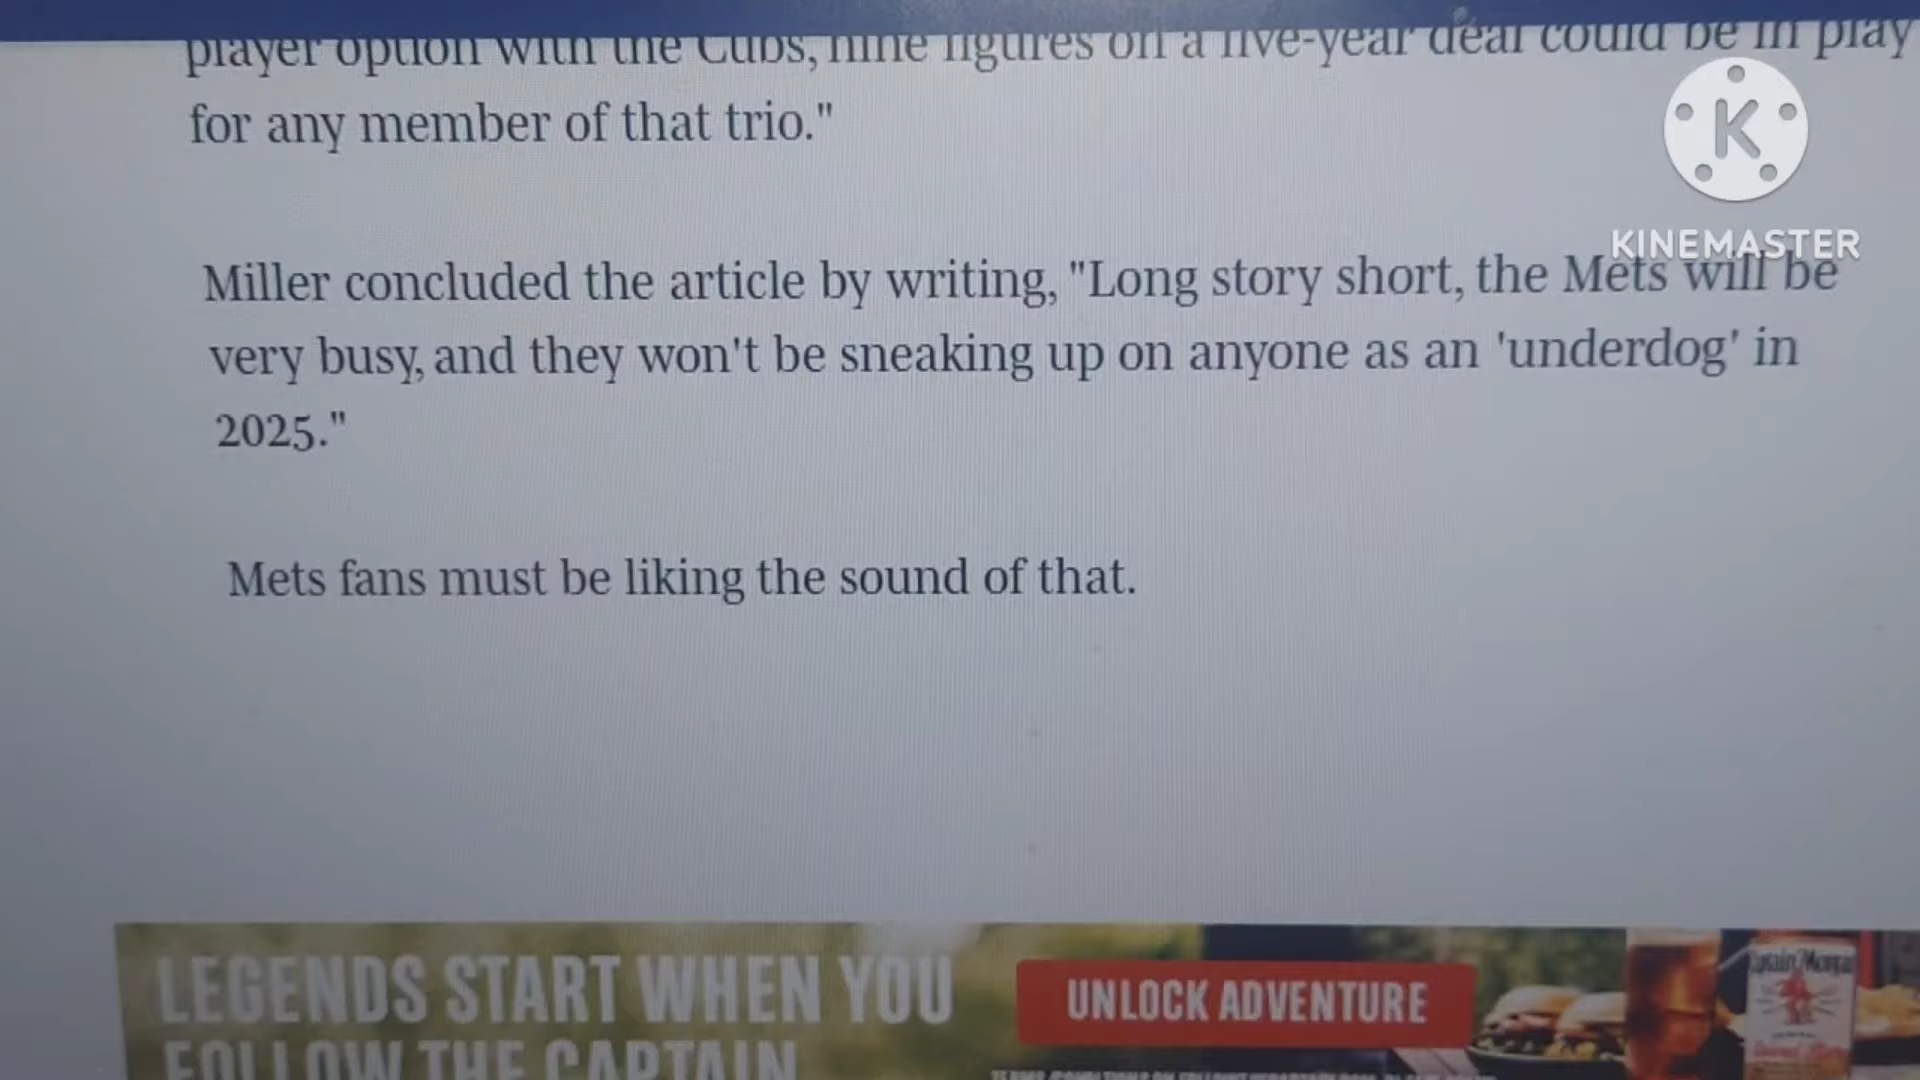 player option with the Cubs, nine figures on a five-year deal could be in play
for any member of that trio."
K
KINEMASTER
Miller concluded the article by writing, "Long story short, the Mets will be
very busy, and they won't be sneaking up on anyone as an 'underdog' in
2025."
Mets fans must be liking the sound of that.
LEGENDS START WHEN YOU
FOLLOW THE CAPTAIN
UNLOCK ADVENTURE
Captain Morgan